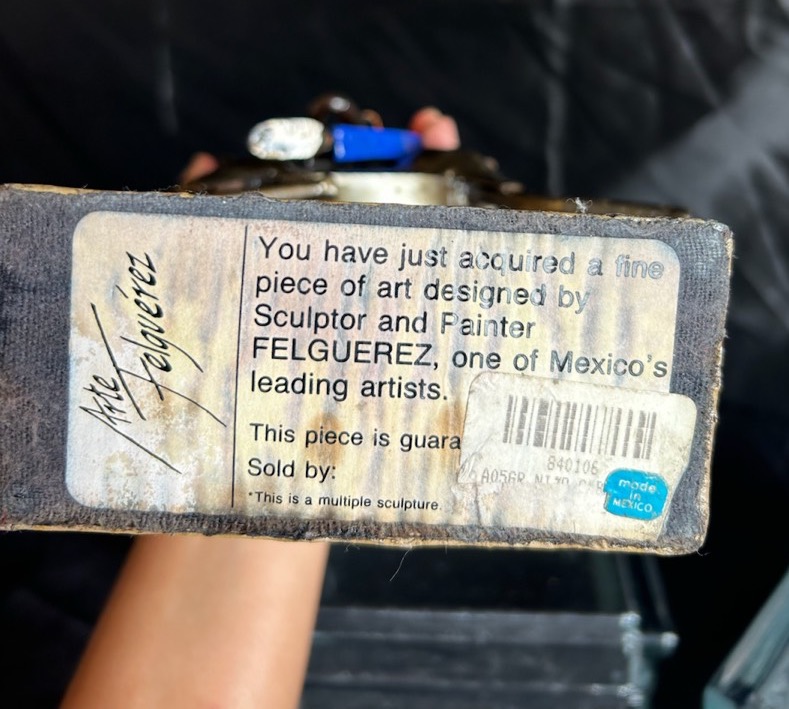 Arte
Felguérez
You have just acquired a fine
piece of art designed by
Sculptor and Painter
FELGUEREZ, one of Mexico's
leading artists.
This piece is guara
Sold by:
*This is a multiple sculpture.
840106
A05GR
made
in
MEXICO